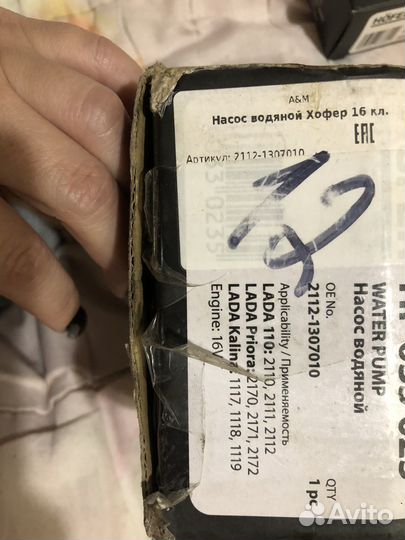 HOFER
A&M
Насос водяной Хофер 16 кл.
EAC
Артикул: 2112-1307010
12
WATER PUMP
Насос водяной
OE No.
2112-1307010
Applicability / Применяемость
LADA 110: 2110, 2111, 2112
LADA Priora: 2170, 2171, 2172
LADA Kalina: 1117, 1118, 1119
Engine: 16V
QTY
1 pc
Avito